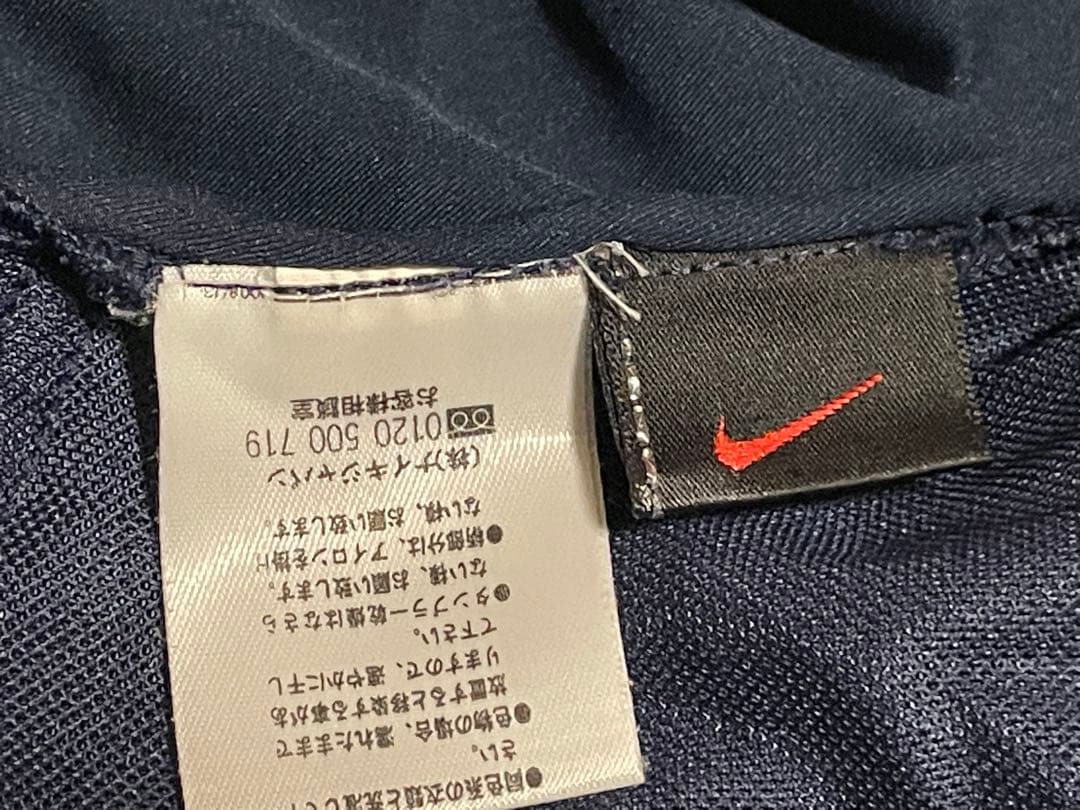 ●同色系の衣類と洗濯して下
さい。
●色物の場合、濡れたままで
放置すると移染する事があ
りますので、速やかに干し
て下さい。
●タンブラー乾燥はなさら
ない様、お願い致します。
●柄部分は、アイロンを掛け
ない様、お願い致します。
(株)ナイキジャパン
0120 500 719
お客様相談室